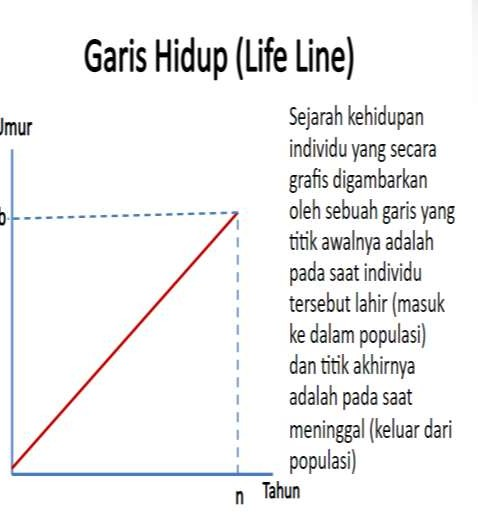 Garis Hidup (Life Line)
Umur
b
Sejarah kehidupan
individu yang secara
grafis digambarkan
oleh sebuah garis yang
titik awalnya adalah
pada saat individu
tersebut lahir (masuk
ke dalam populasi)
dan titik akhirnya
adalah pada saat
meninggal (keluar dari
populasi)
n
Tahun